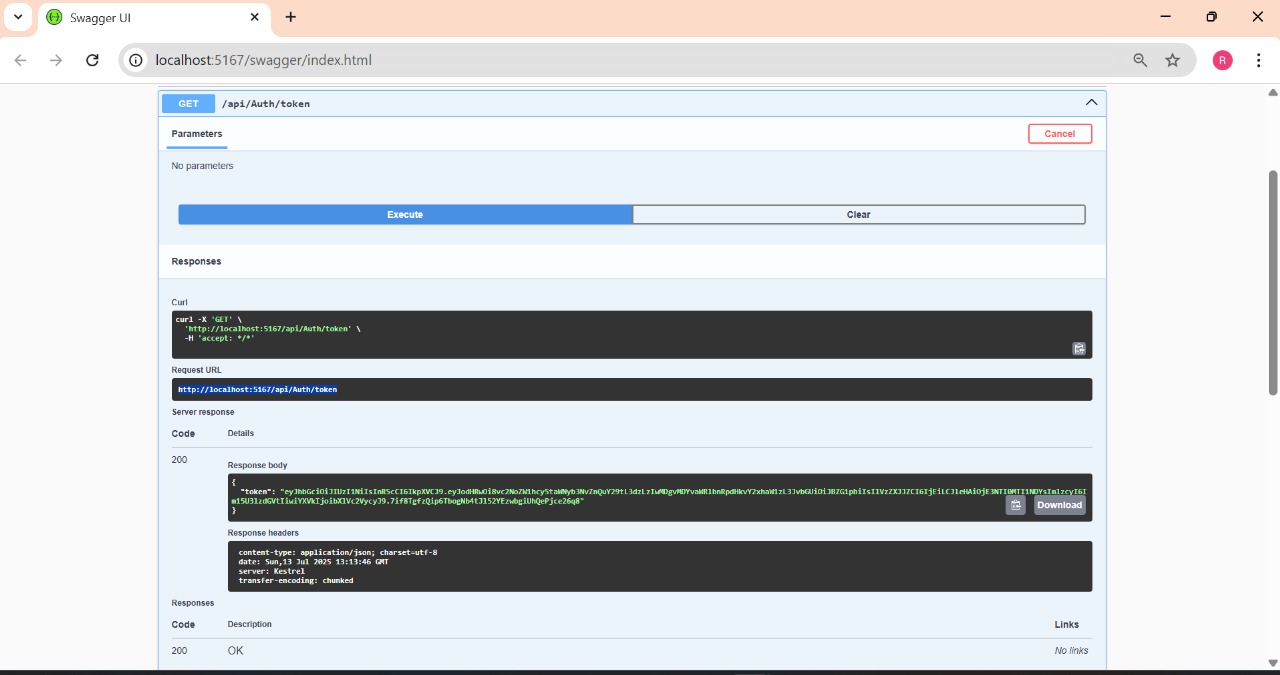 Swagger UI
localhost:5167/swagger/index.html
R
GET /api/Auth/token
Parameters
Cancel
No parameters
Execute
Clear
Responses
Curl
curl -X 'GET' \
'http://localhost:5167/api/Auth/token' \
-H 'accept: */*'
Request URL
http://localhost:5167/api/Auth/token
Server response
Code Details
200
Response body
{
"token":
Download
}
Response headers
content-type: application/json; charset=utf-8
date: Sun,13 Jul 2025 13:13:46 GMT
server: Kestrel
transfer-encoding: chunked
Responses
Code Description Links
200 OK No links